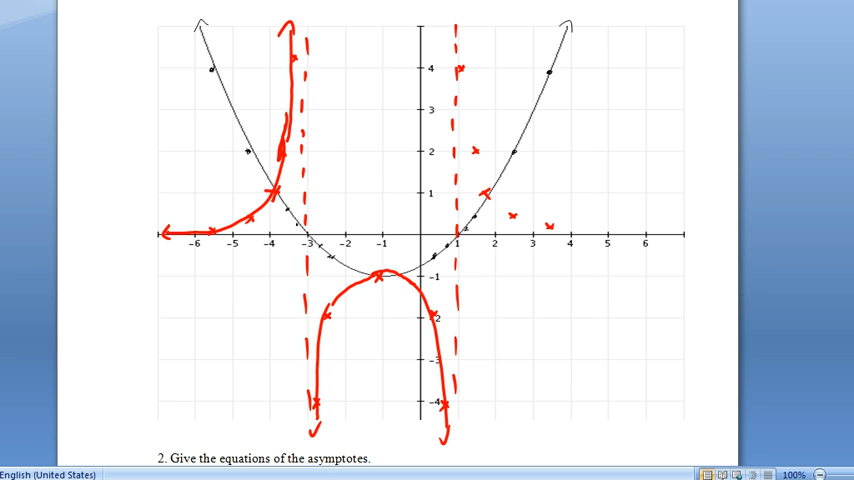 4
3
2
1
-6 -5 -4 -3 -2 -1 1 2 3 4 5 6
-1
-2
-3
-4
2. Give the equations of the asymptotes.
English (United States) 100%